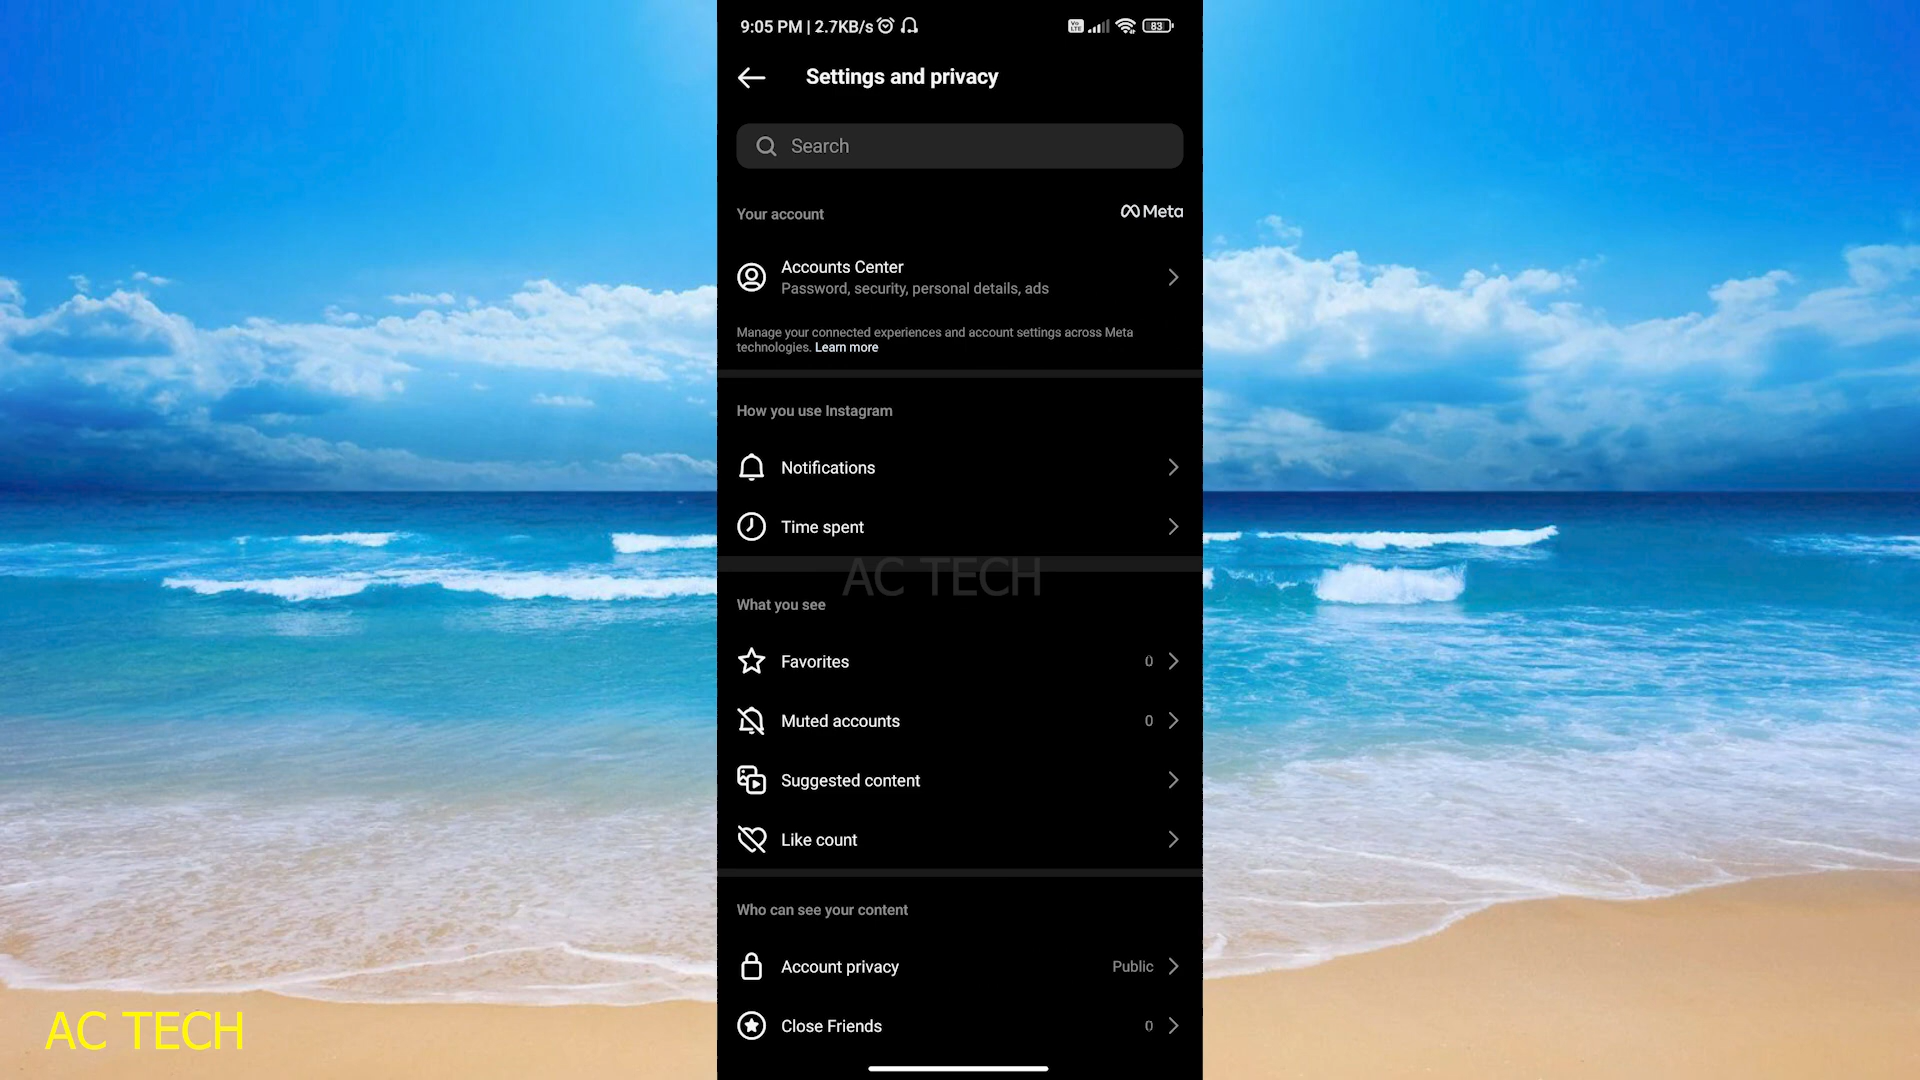 9:05 PM | 2.7KB/s
Vo LTE
83
Settings and privacy
Search
Your account
Meta
Accounts Center
Password, security, personal details, ads
Manage your connected experiences and account settings across Meta
technologies. Learn more
How you use Instagram
Notifications
Time spent
AC TECH
What you see
Favorites 0
Muted accounts 0
Suggested content
Like count
Who can see your content
Account privacy Public
Close Friends 0
AC TECH